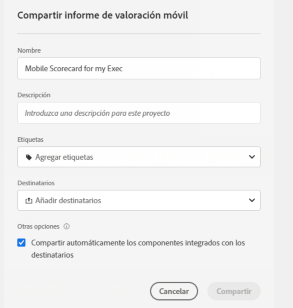 Compartir informe de valoración móvil
Nombre
Mobile Scorecard for my Exec
Descripción
Introduzca una descripción para este proyecto
Etiquetas
Agregar etiquetas
Destinatarios
Añadir destinatarios
Otras opciones
Compartir automáticamente los componentes integrados con los
destinatarios
Cancelar
Compartir